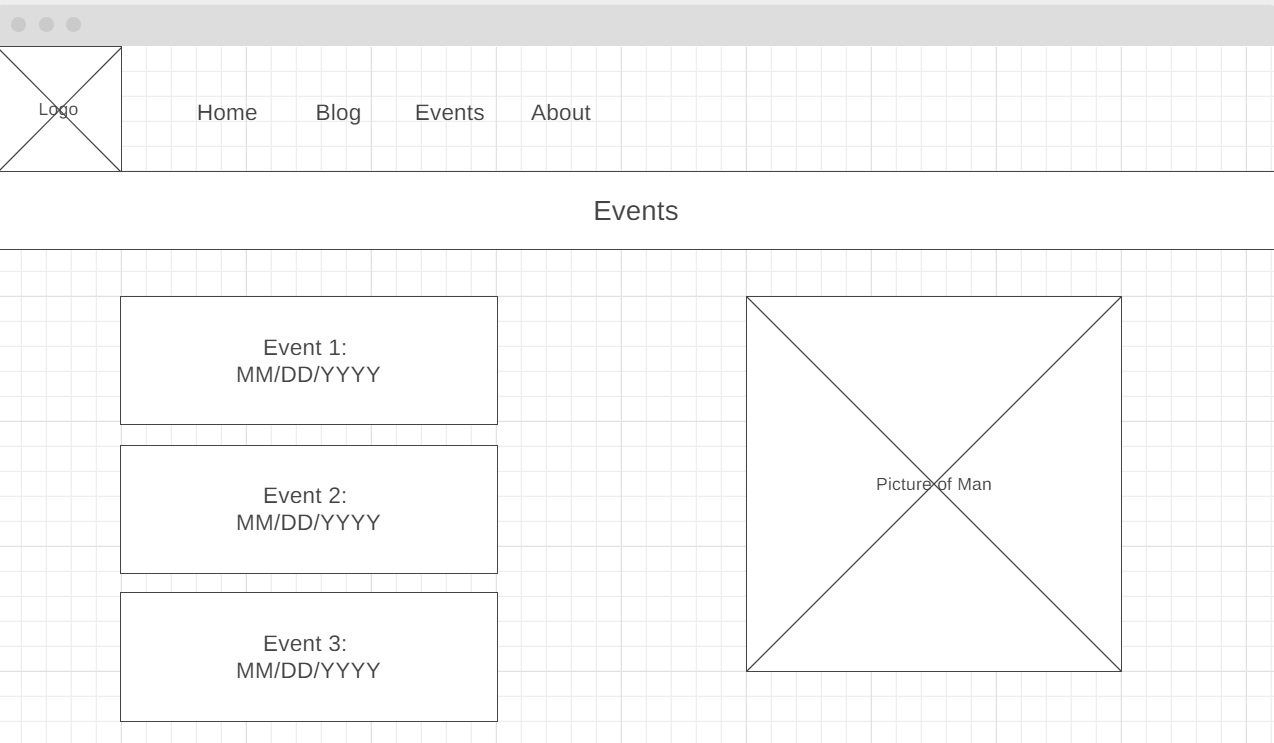 Logo
Home Blog Events About
Events
Event 1:
MM/DD/YYYY
Event 2:
MM/DD/YYYY
Event 3:
MM/DD/YYYY
Picture of Man